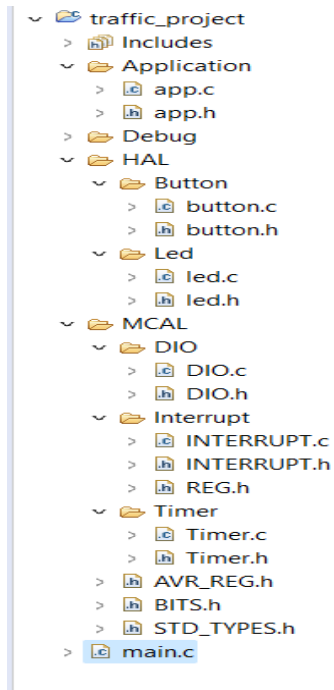 traffic_project
Includes
Application
app.c
app.h
Debug
HAL
Button
button.c
button.h
Led
led.c
led.h
MCAL
DIO
DIO.c
DIO.h
Interrupt
INTERRUPT.c
INTERRUPT.h
REG.h
Timer
Timer.c
Timer.h
AVR_REG.h
BITS.h
STD_TYPES.h
main.c